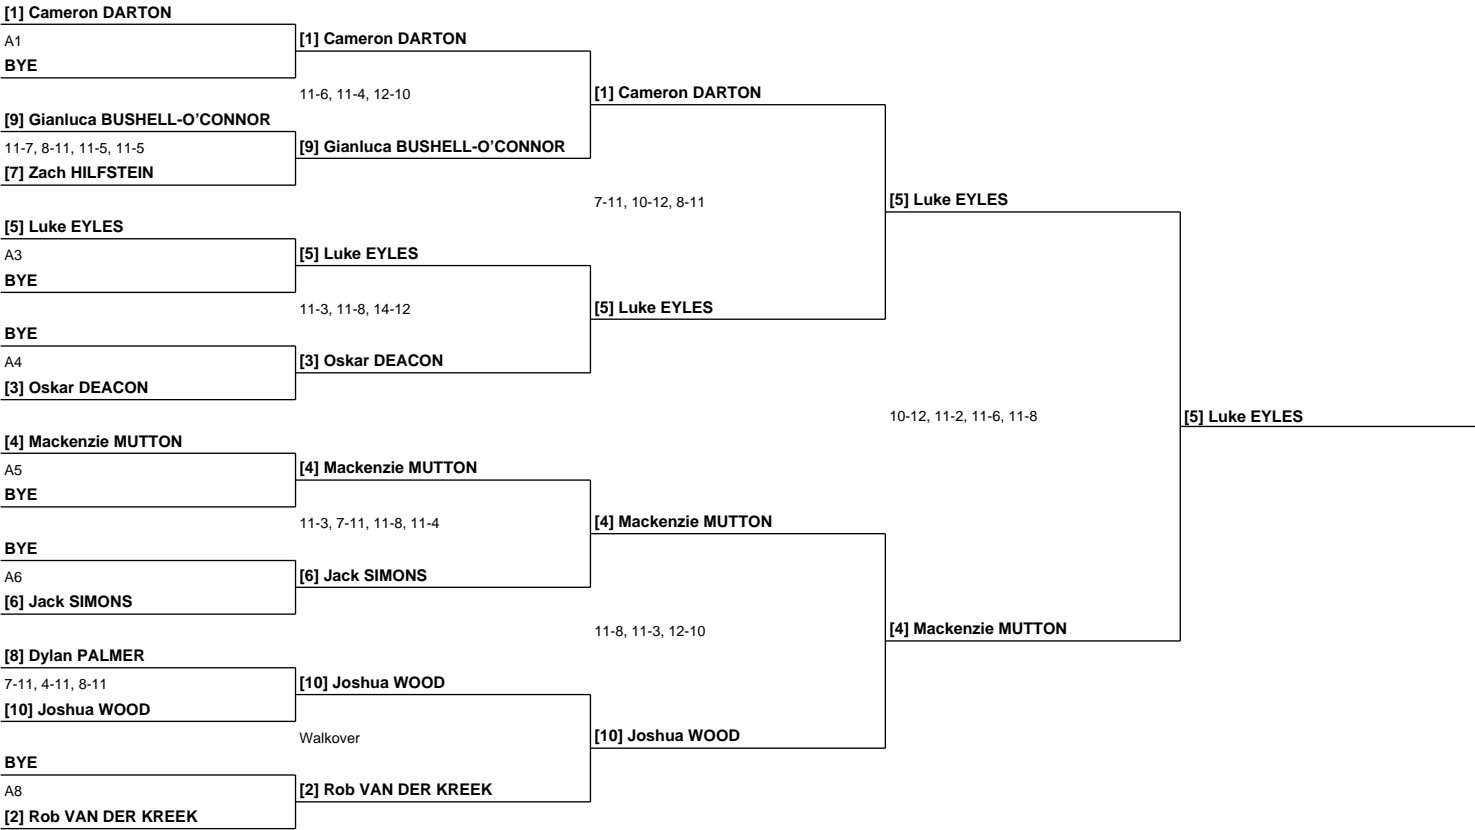 [1] Cameron DARTON
A1
BYE
[9] Gianluca BUSHELL-O'CONNOR
11-7, 8-11, 11-5, 11-5
[7] Zach HILFSTEIN
[5] Luke EYLES
A3
BYE
BYE
A4
[3] Oskar DEACON
[4] Mackenzie MUTTON
A5
BYE
BYE
A6
[6] Jack SIMONS
[8] Dylan PALMER
7-11, 4-11, 8-11
[10] Joshua WOOD
BYE
A8
[2] Rob VAN DER KREEK
[1] Cameron DARTON
11-6, 11-4, 12-10
[9] Gianluca BUSHELL-O'CONNOR
[5] Luke EYLES
11-3, 11-8, 14-12
[3] Oskar DEACON
[4] Mackenzie MUTTON
11-3, 7-11, 11-8, 11-4
[6] Jack SIMONS
[10] Joshua WOOD
Walkover
[2] Rob VAN DER KREEK
[1] Cameron DARTON
7-11, 10-12, 8-11
[5] Luke EYLES
[4] Mackenzie MUTTON
11-8, 11-3, 12-10
[10] Joshua WOOD
[5] Luke EYLES
10-12, 11-2, 11-6, 11-8
[4] Mackenzie MUTTON
[5] Luke EYLES